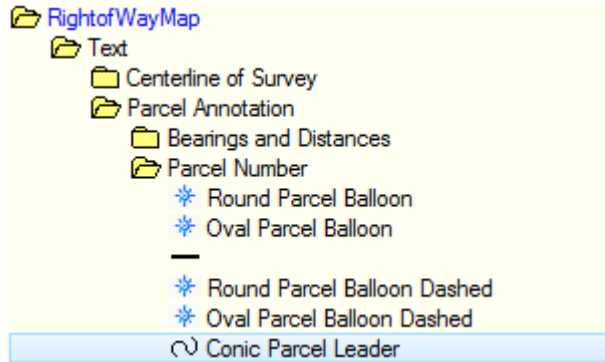 RightofWayMap
Text
Centerline of Survey
Parcel Annotation
Bearings and Distances
Parcel Number
Round Parcel Balloon
Oval Parcel Balloon
Round Parcel Balloon Dashed
Oval Parcel Balloon Dashed
Conic Parcel Leader